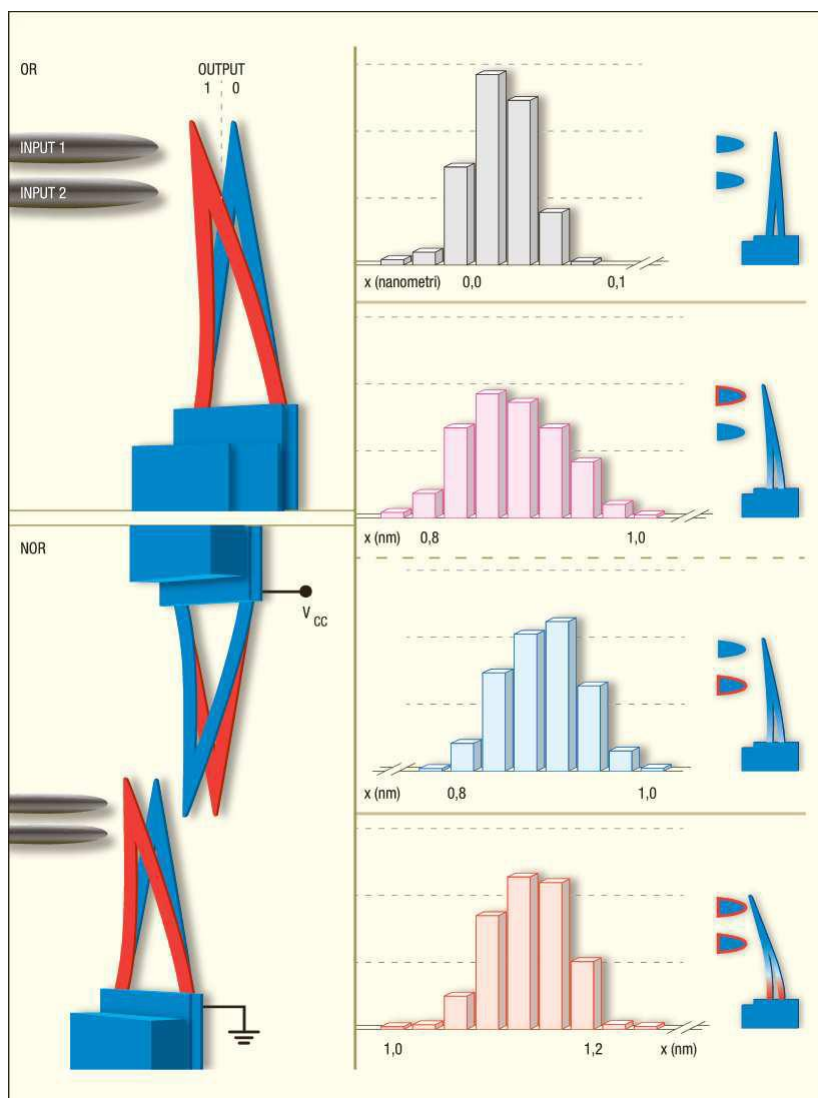 OR
OUTPUT
1 0
INPUT 1
INPUT 2
x (nanometri) 0,0 0,1
x (nm) 0,8 1,0
NOR
V CC
x (nm) 0,8 1,0
1,0 1,2 x (nm)